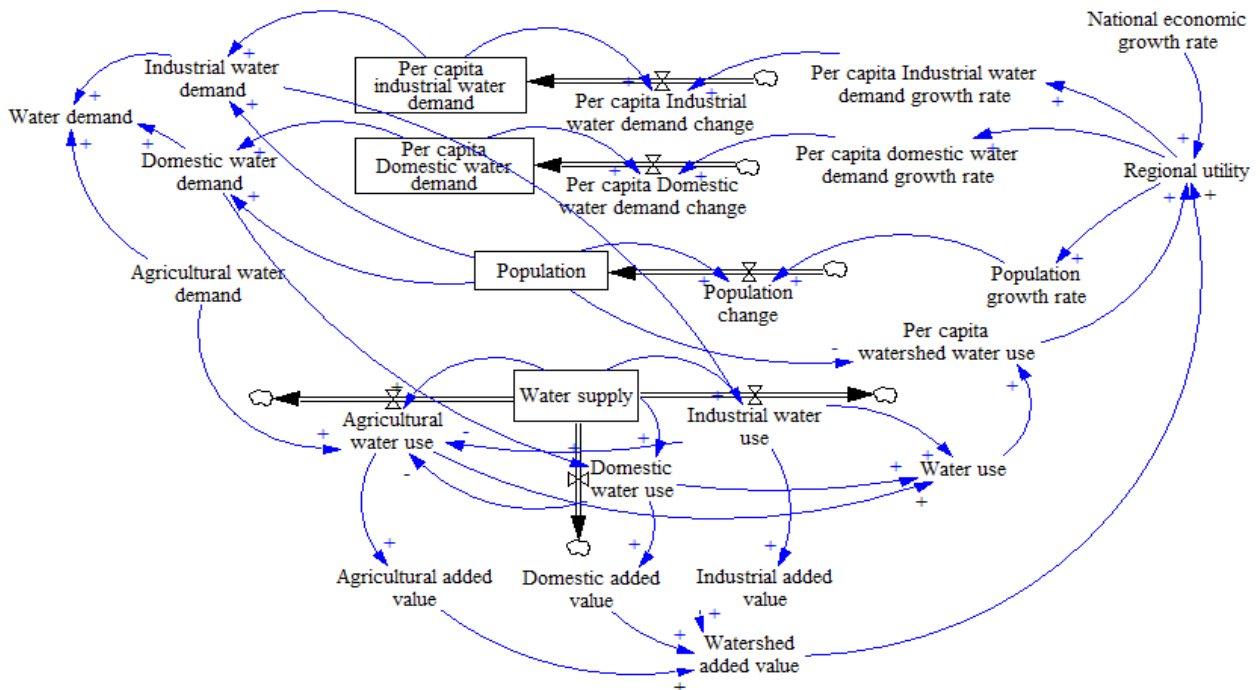 National economic
growth rate
Industrial water
demand
Per capita
industrial water
demand
Per capita Industrial
water demand change
Per capita Industrial water
demand growth rate
Water demand
Domestic water
demand
Per capita
Domestic water
demand
Per capita Domestic
water demand change
Per capita domestic water
demand growth rate
Regional utility
Agricultural water
demand
Population
Population
change
Population
growth rate
Per capita
watershed water use
Water supply
Agricultural
water use
Industrial water
use
Domestic
water use
Water use
Agricultural added
value
Domestic added
value
Industrial added
value
Watershed
added value